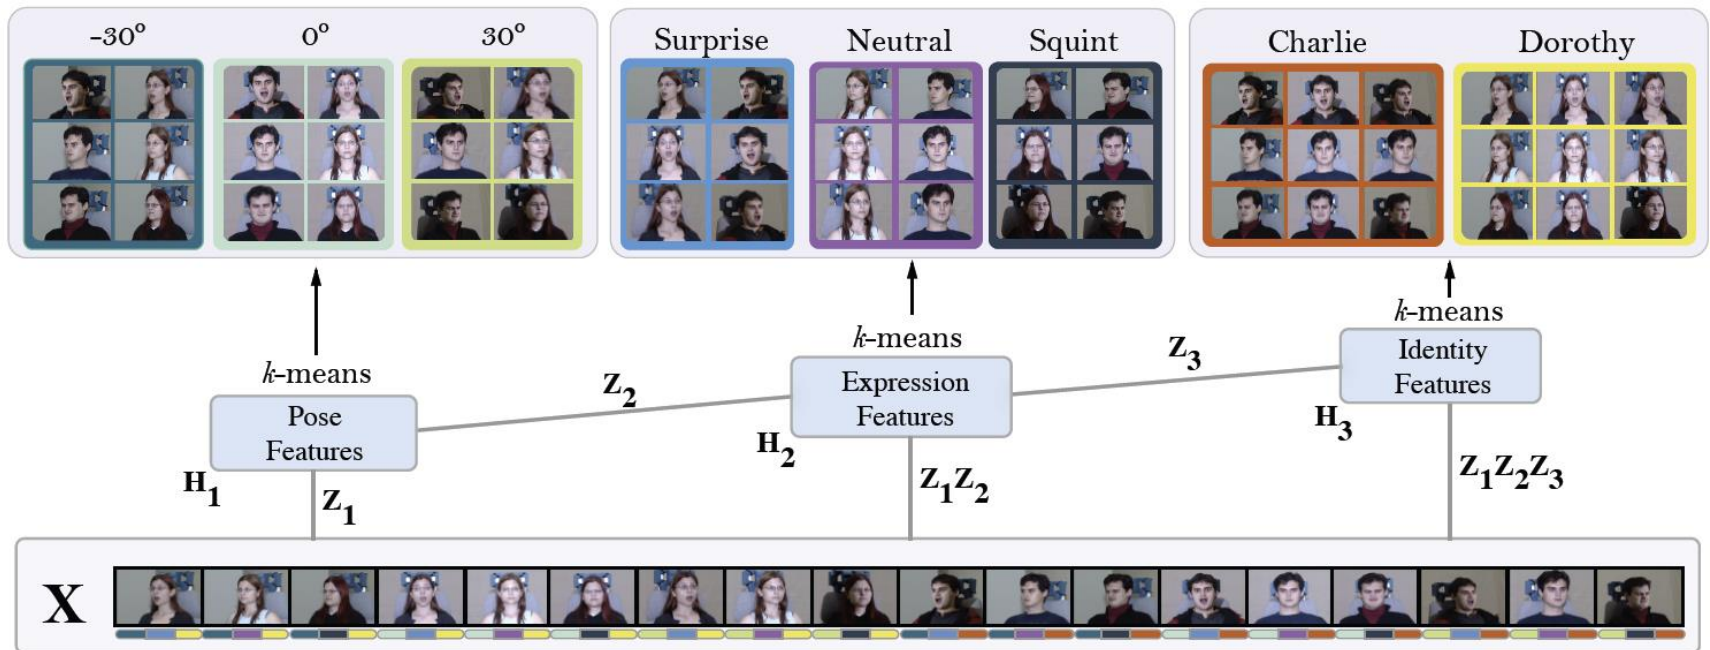 -30° 0° 30°
Surprise Neutral Squint
Charlie Dorothy
k-means
k-means
k-means
Pose
Features
Expression
Features
Identity
Features
H1
H2
H3
Z2
Z3
Z1
Z1Z2
Z1Z2Z3
X